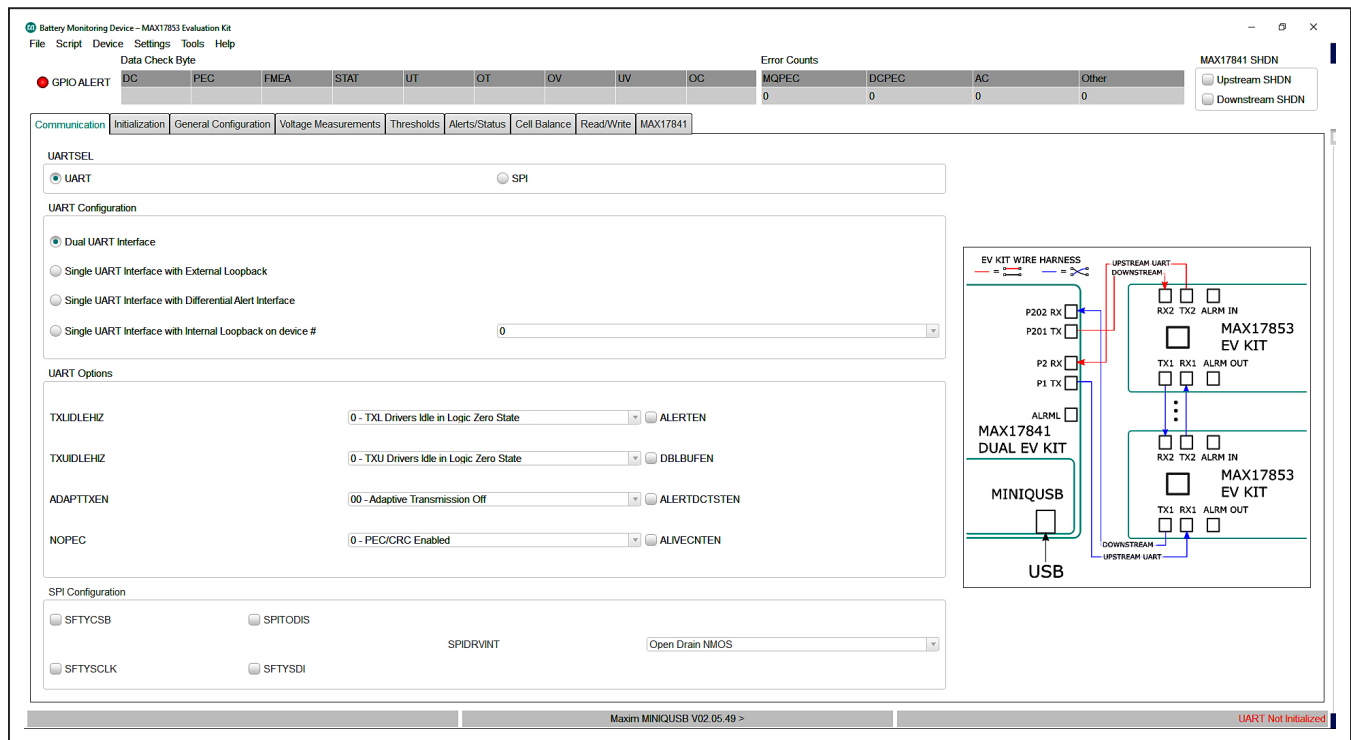 Battery Monitoring Device – MAX17853 Evaluation Kit
File Script Device Settings Tools Help
Data Check Byte Error Counts MAX17841 SHDN
GPIO ALERT DC PEC FMEA STAT UT OT OV UV OC MQPEC DCPEC AC Other Upstream SHDN
0 0 0 0 Downstream SHDN
Communication Initialization General Configuration Voltage Measurements Thresholds Alerts/Status Cell Balance Read/Write MAX17841
UARTSEL
UART SPI
UART Configuration
Dual UART Interface
Single UART Interface with External Loopback
Single UART Interface with Differential Alert Interface
Single UART Interface with Internal Loopback on device # 0
UART Options
TXLIDLEHIZ 0 - TXL Drivers Idle in Logic Zero State ALERTEN
TXUIDLEHIZ 0 - TXU Drivers Idle in Logic Zero State DBLBUFEN
ADAPTTXEN 00 - Adaptive Transmission Off ALERTDCTSTEN
NOPEC 0 - PEC/CRC Enabled ALIVECNTEN
SPI Configuration
SFTYCSB SPITODIS
SPIDRVINT Open Drain NMOS
SFTYSCLK SFTYSDI
EV KIT WIRE HARNESS
= =
UPSTREAM UART
DOWNSTREAM
P202 RX
P201 TX
P2 RX
P1 TX
ALRML
MAX17841
DUAL EV KIT
MINIQUSB
USB
RX2 TX2 ALRM IN
MAX17853
EV KIT
TX1 RX1 ALRM OUT
RX2 TX2 ALRM IN
MAX17853
EV KIT
TX1 RX1 ALRM OUT
DOWNSTREAM
UPSTREAM UART
Maxim MINIQUSB V02.05.49 > UART Not Initialized